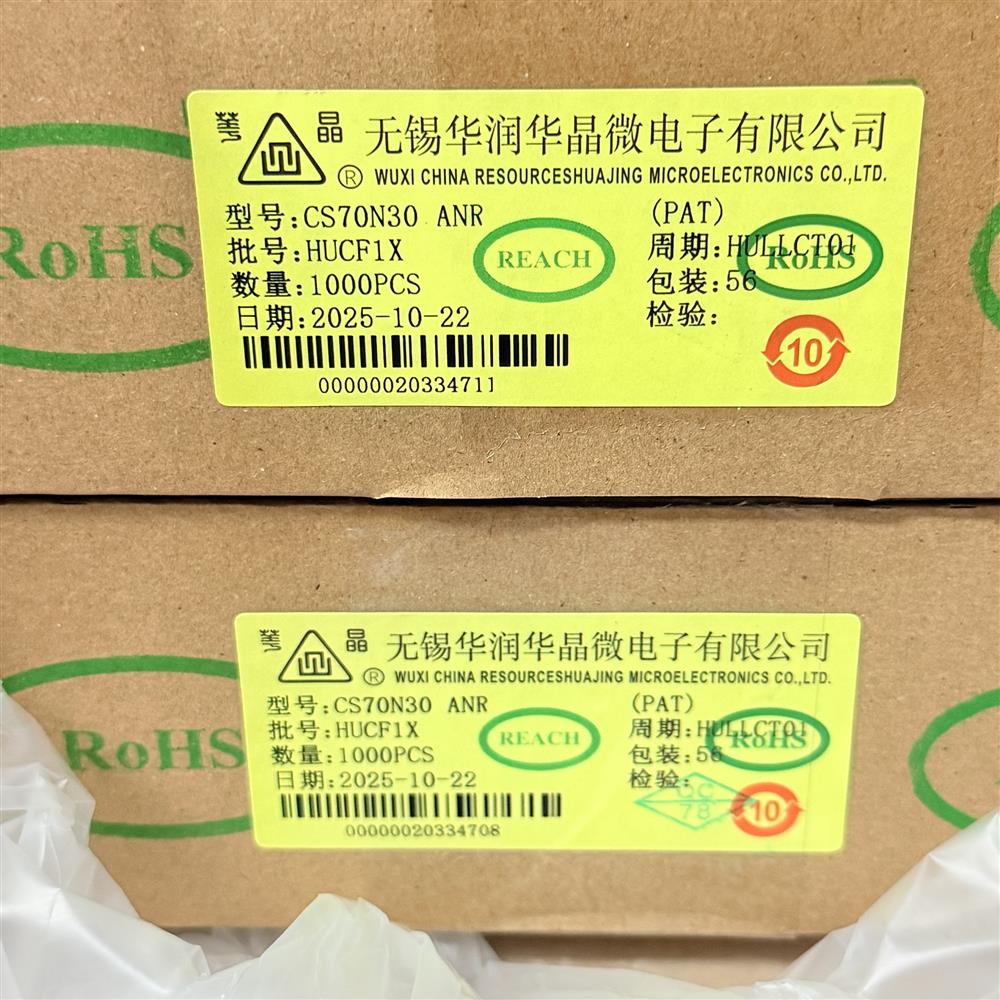 RoHS
華 晶 ® 无锡华润华晶微电子有限公司
WUXI CHINA RESOURCESHUAJING MICROELECTRONICS CO.,LTD.
型号:CS70N30 ANR (PAT)
批号:HUCF1X 周期:HULLCT01
数量:1000PCS 包装:56
日期:2025-10-22 检验:
REACH
RoHS
10
00000020334711
RoHS
華 晶 ® 无锡华润华晶微电子有限公司
WUXI CHINA RESOURCESHUAJING MICROELECTRONICS CO.,LTD.
型号:CS70N30 ANR (PAT)
批号:HUCF1X 周期:HULLCT01
数量:1000PCS 包装:56
日期:2025-10-22 检验:
REACH
RoHS
QC
78
10
00000020334708